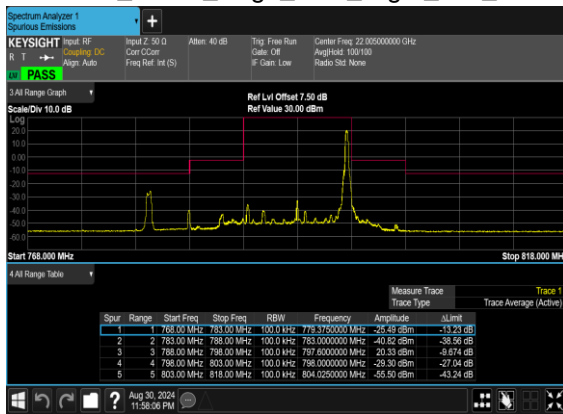 Spectrum Analyzer 1
Spurious Emissions
KEYSIGHT Input: RF Input Z: 50 Ω Atten: 40 dB Trig: Free Run Center Freq: 22.005000000 GHz
R T Coupling: DC Corr CCorr Gate: Off Avg|Hold: 100/100
Align: Auto Freq Ref: Int (S) IF Gain: Low Radio Std: None
PASS
3 All Range Graph
Ref Lvl Offset 7.50 dB
Scale/Div 10.0 dB Ref Value 30.00 dBm
Log
20.0
10.0
0.00
-10.0
-20.0
-30.0
-40.0
-50.0
-60.0
Start 768.000 MHz Stop 818.000 MH
4 All Range Table
Measure Trace Trace 1
Trace Type Trace Average (Active)
Spur Range Start Freq Stop Freq RBW Frequency Amplitude ΔLimit
1 1 768.00 MHz 783.00 MHz 100.0 kHz 779.3750000 MHz -25.49 dBm -13.23 dB
2 2 783.00 MHz 788.00 MHz 100.0 kHz 783.0000000 MHz -40.82 dBm -38.56 dB
3 3 788.00 MHz 798.00 MHz 100.0 kHz 797.6000000 MHz 20.33 dBm -9.674 dB
4 4 798.00 MHz 803.00 MHz 100.0 kHz 798.0000000 MHz -29.30 dBm -27.04 dB
5 5 803.00 MHz 818.00 MHz 100.0 kHz 804.0250000 MHz -55.50 dBm -43.24 dB
Aug 30, 2024
11:58:06 PM